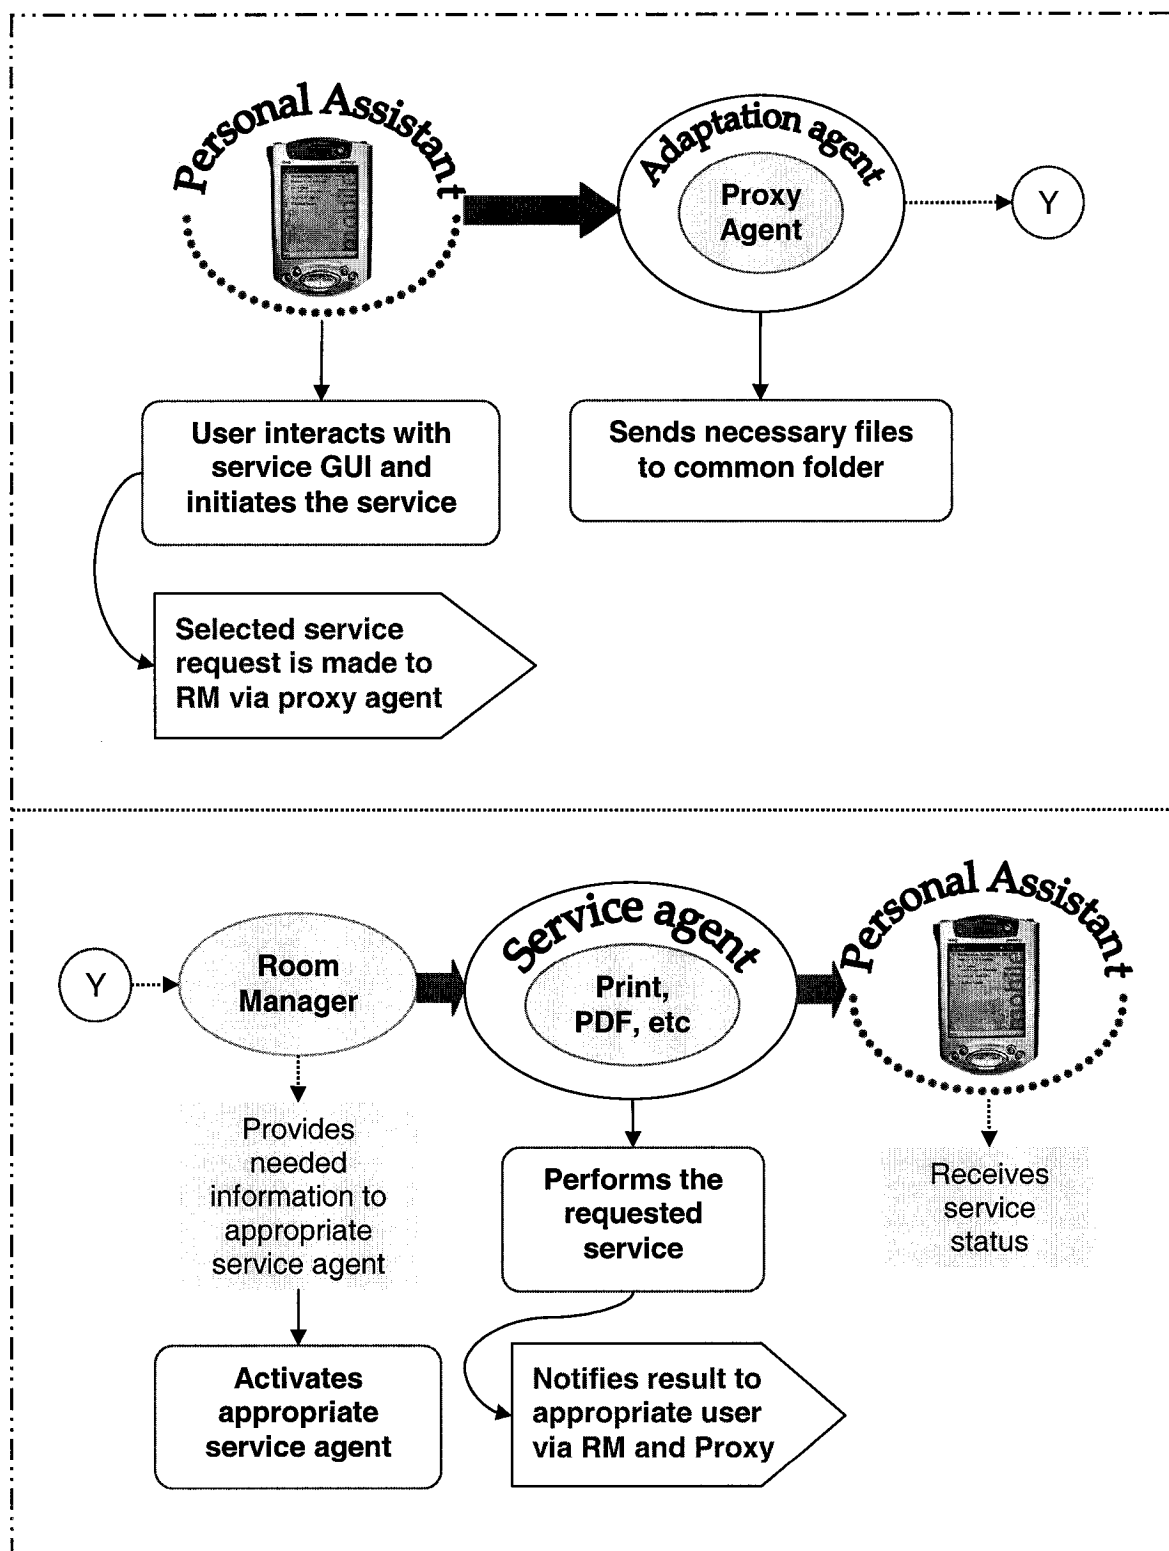 Personal Assistant
Adaptation agent
Proxy
Agent
Y
User interacts with
service GUI and
initiates the service
Sends necessary files
to common folder
Selected service
request is made to
RM via proxy agent
Y
Room
Manager
Service agent
Print,
PDF, etc
Personal Assistant
mobile
Provides
needed
information to
appropriate
service agent
Performs the
requested
service
Receives
service
status
Activates
appropriate
service agent
Notifies result to
appropriate user
via RM and Proxy